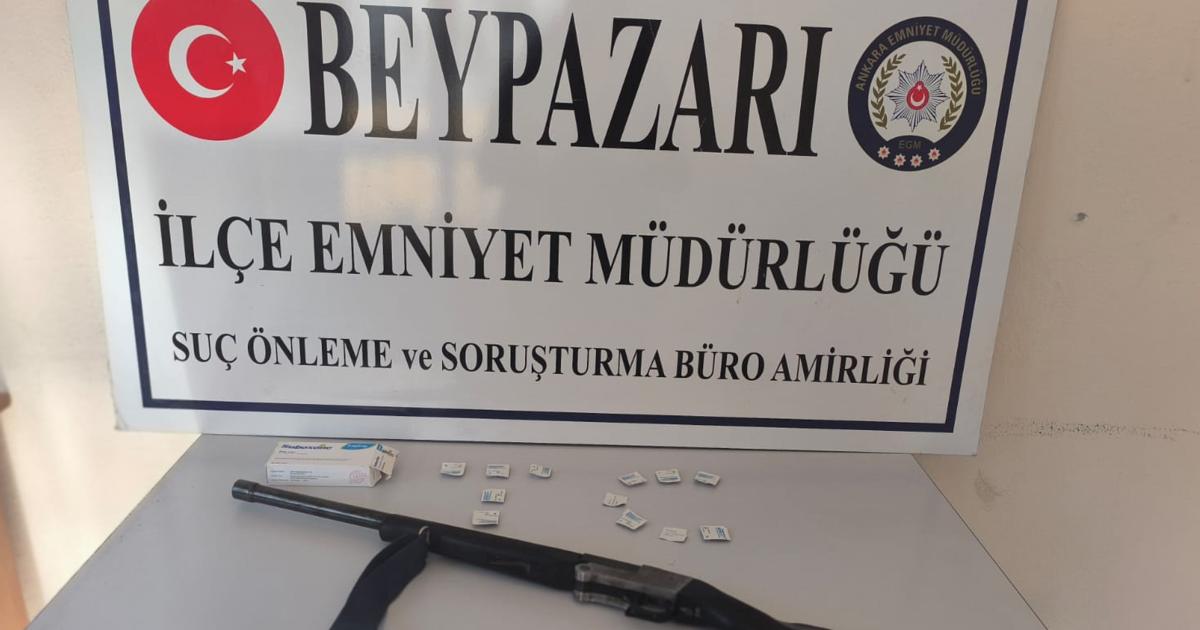 BEYPAZARI
ANKARA EMNİYET MÜDÜRLÜĞÜ
EGM
İLÇE EMNİYET MÜDÜRLÜĞÜ
SUÇ ÖNLEME ve SORUŞTURMA BÜRO AMİRLİĞİ